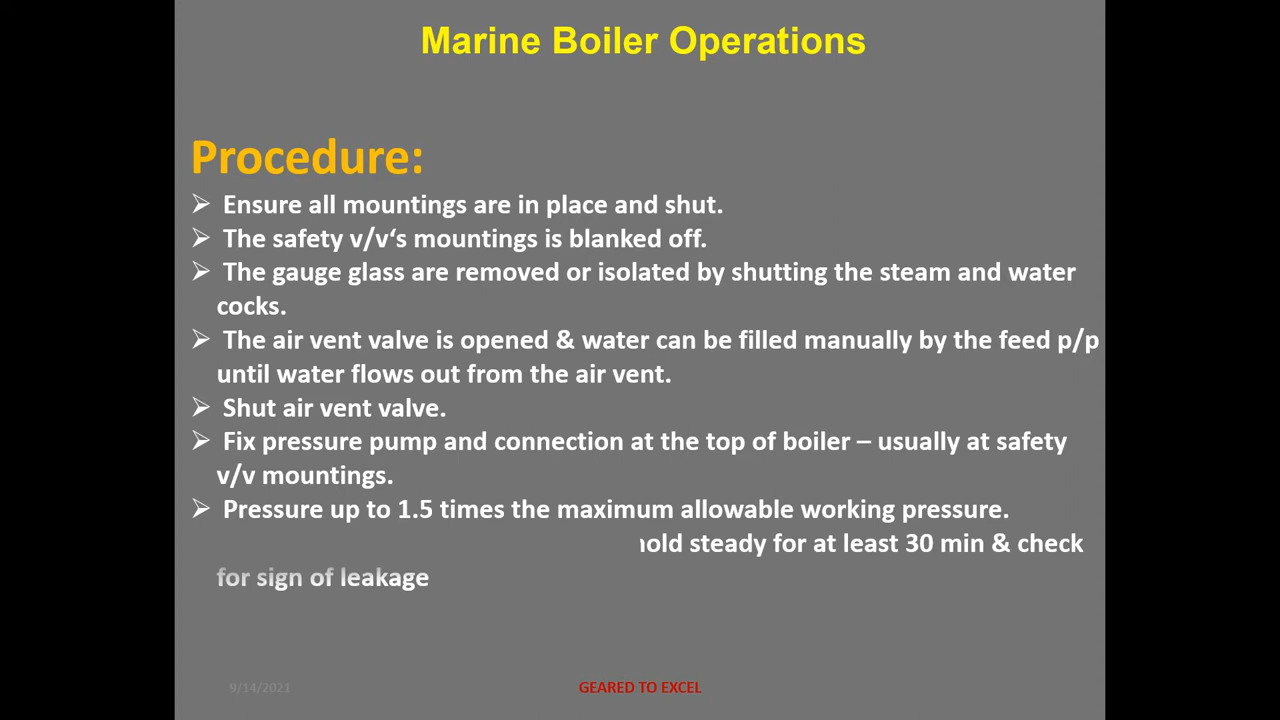 Marine Boiler Operations
Procedure:
➢ Ensure all mountings are in place and shut.
➢ The safety v/v‘s mountings is blanked off.
➢ The gauge glass are removed or isolated by shutting the steam and water
cocks.
➢ The air vent valve is opened & water can be filled manually by the feed p/p
until water flows out from the air vent.
➢ Shut air vent valve.
➢ Fix pressure pump and connection at the top of boiler – usually at safety
v/v mountings.
➢ Pressure up to 1.5 times the maximum allowable working pressure.
steady for at least 30 min & check
for sign of leakage
9/14/2021
GEARED TO EXCEL